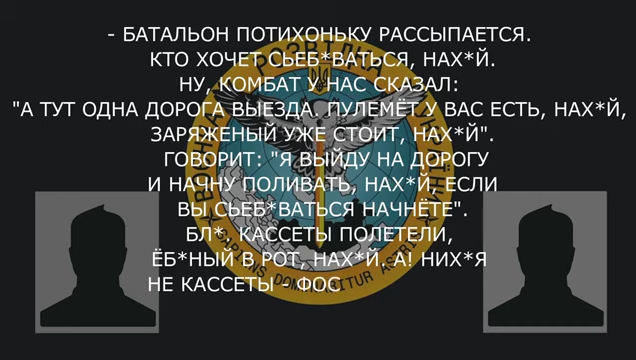 - БАТАЛЬОН ПОТИХОНЬКУ РАССЫПАЕТСЯ.
КТО ХОЧЕТ СЬЕБ*ВАТЬСЯ, НАХ*Й.
НУ, КОМБАТ У НАС СКАЗАЛ:
"А ТУТ ОДНА ДОРОГА ВЫЕЗДА. ПУЛЕМЁТ У ВАС ЕСТЬ, НАХ*Й,
ЗАРЯЖЕНЫЙ УЖЕ СТОИТ, НАХ*Й".
ГОВОРИТ: "Я ВЫЙДУ НА ДОРОГУ
И НАЧНУ ПОЛИВАТЬ, НАХ*Й, ЕСЛИ
ВЫ СЬЕБ*ВАТЬСЯ НАЧНЁТЕ".
БЛ*, КАССЕТЫ ПОЛЕТЕЛИ,
ЁБ*НЫЙ В РОТ, НАХ*Й. А! НИХ*Я
НЕ КАССЕТЫ - ФОС